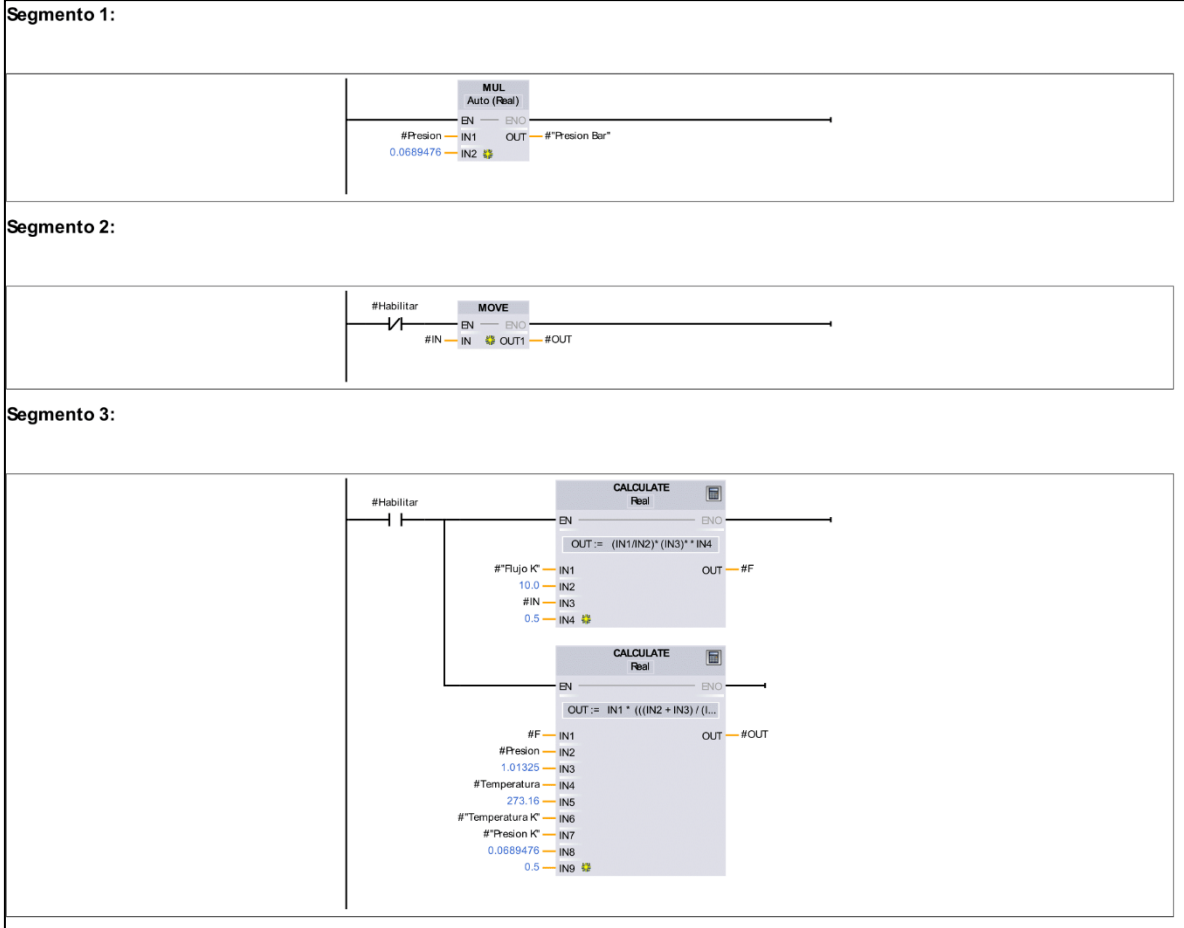 Segmento 1:
MUL
Auto (Real)
EN ENO
#Presion IN1 OUT #"Presion Bar"
0.0689476 IN2
Segmento 2:
#Habilitar
MOVE
EN ENO
#IN IN OUT1 #OUT
Segmento 3:
#Habilitar
CALCULATE
Real
EN ENO
OUT := (IN1/IN2)*(IN3)**IN4
#"Flujo K" IN1 OUT #F
10.0 IN2
#IN IN3
0.5 IN4
CALCULATE
Real
EN ENO
OUT := IN1 * (((IN2 + IN3) / (I...
#F IN1 OUT #OUT
#Presion IN2
1.01325 IN3
#Temperatura IN4
273.16 IN5
#"Temperatura K" IN6
#"Presion K" IN7
0.0689476 IN8
0.5 IN9